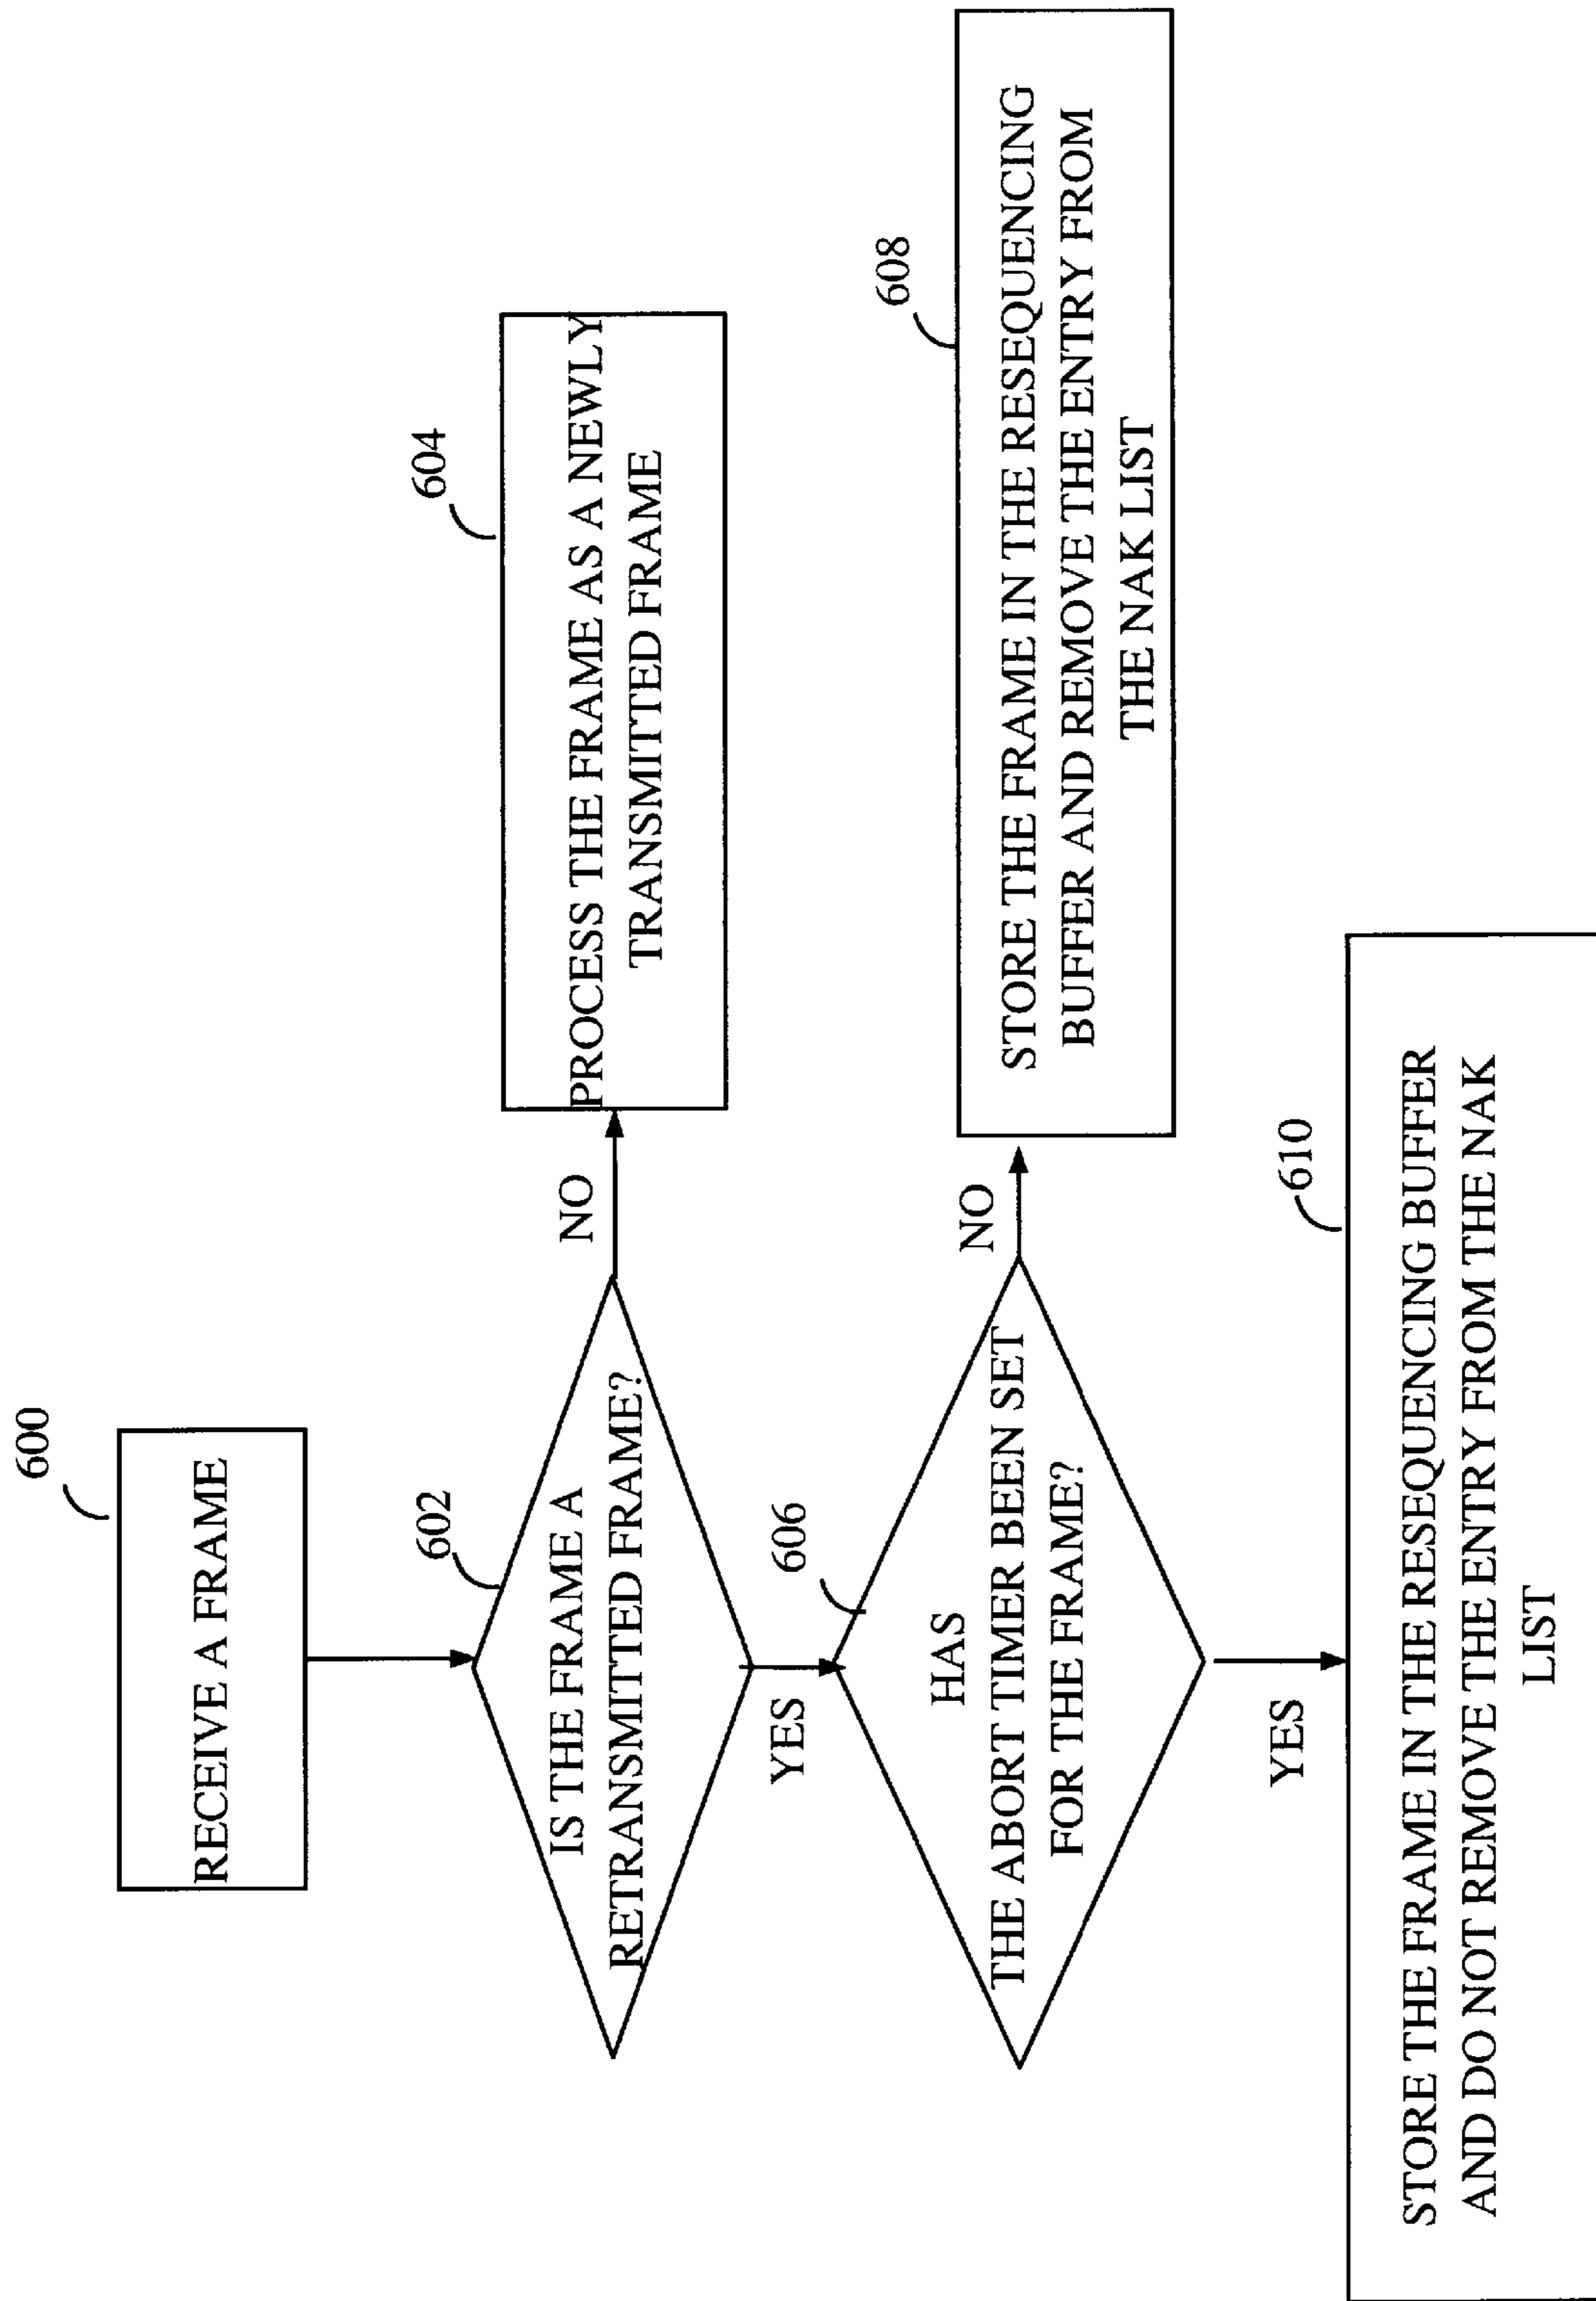 600
RECEIVE A FRAME
602
IS THE FRAME A
RETRANSMITTED FRAME?
NO
604
PROCESS THE FRAME AS A NEWLY
TRANSMITTED FRAME
YES
606
HAS
THE ABORT TIMER BEEN SET
FOR THE FRAME?
NO
608
STORE THE FRAME IN THE RESEQUENCING
BUFFER AND REMOVE THE ENTRY FROM
THE NAK LIST
YES
610
STORE THE FRAME IN THE RESEQUENCING BUFFER
AND DO NOT REMOVE THE ENTRY FROM THE NAK
LIST